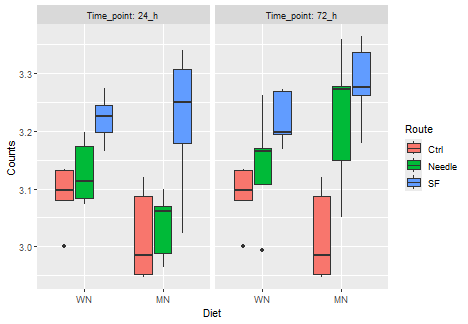 Time_point: 24_h
Time_point: 72_h
Counts
3.3
3.2
3.1
3.0
WN
MN
WN
MN
Diet
Route
Ctrl
Needle
SF